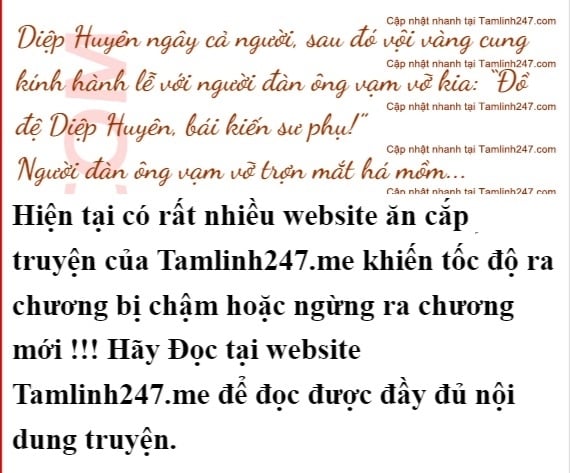 Cập nhật nhanh tại Tamlinh247.com
Diệp Huyên ngây cả người, sau đó vội vàng cung
Cập nhật nhanh tại Tamlinh247.com
kính hành lễ với người đàn ông vạm vỡ kia: “Đồ
Cập nhật nhanh tại Tamlinh247.com
đệ Diệp Huyên, bái kiến sư phụ!”
Cập nhật nhanh tại Tamlinh247.com
Người đàn ông vạm vỡ trợn mắt há mồm...
Cập nhật nhanh tại Tamlinh247.com
Hiện tại có rất nhiều website ăn cắp
truyện của Tamlinh247.me khiến tốc độ ra
chương bị chậm hoặc ngừng ra chương
mới !!! Hãy Đọc tại website
Tamlinh247.me để đọc được đầy đủ nội
dung truyện.